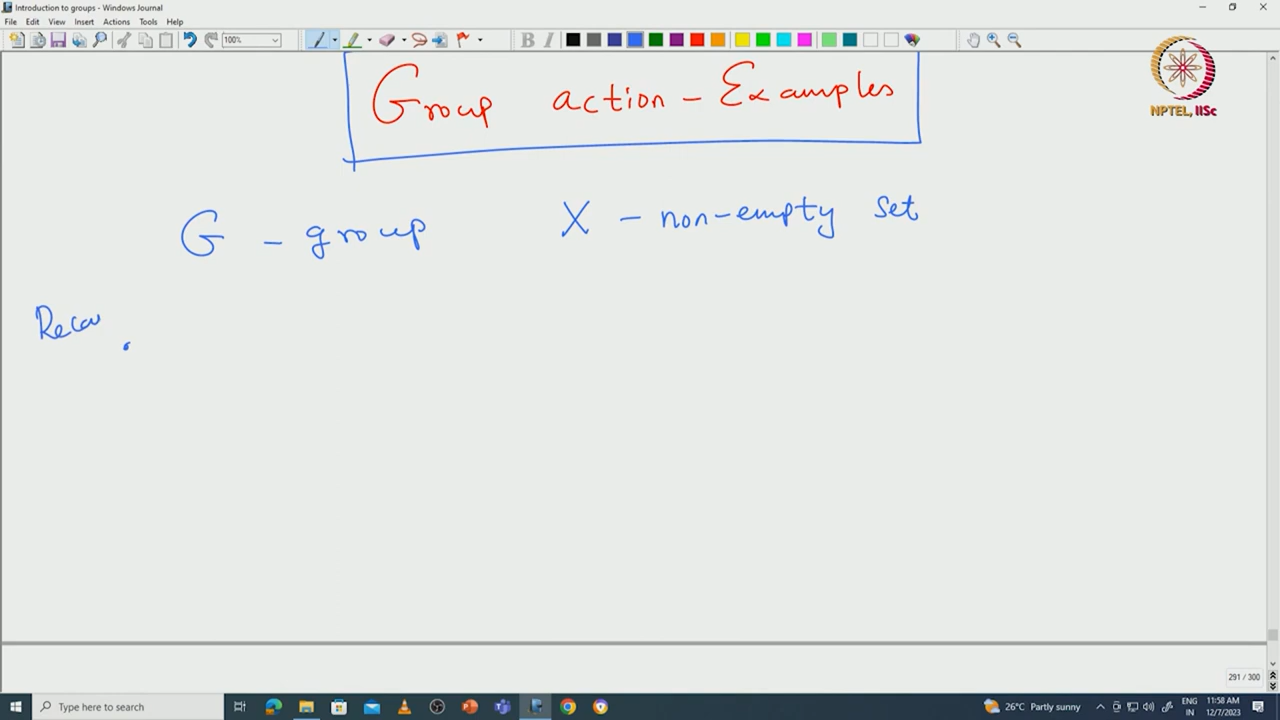 Introduction to groups - Windows Journal
File Edit View Insert Actions Tools Help
100% B I
Group action - Examples
NPTEL, IISc
G - group X - non-empty set
291 / 300
Type here to search 26°C Partly sunny ENG IN 11:58 AM 12/7/2023